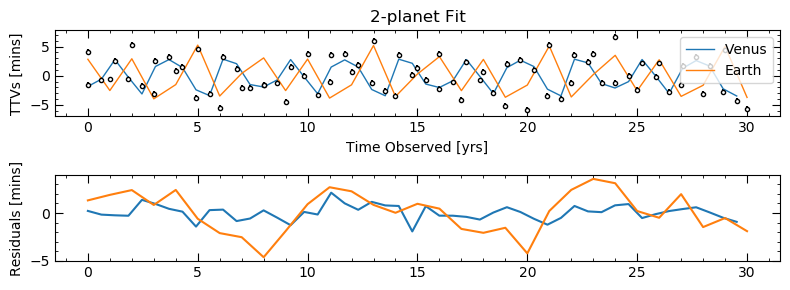 2-planet Fit
TTVs [mins]
5
0
−5
Venus
Earth
0 5 10 15 20 25 30
Time Observed [yrs]
Residuals [mins]
0
−5
0 5 10 15 20 25 30